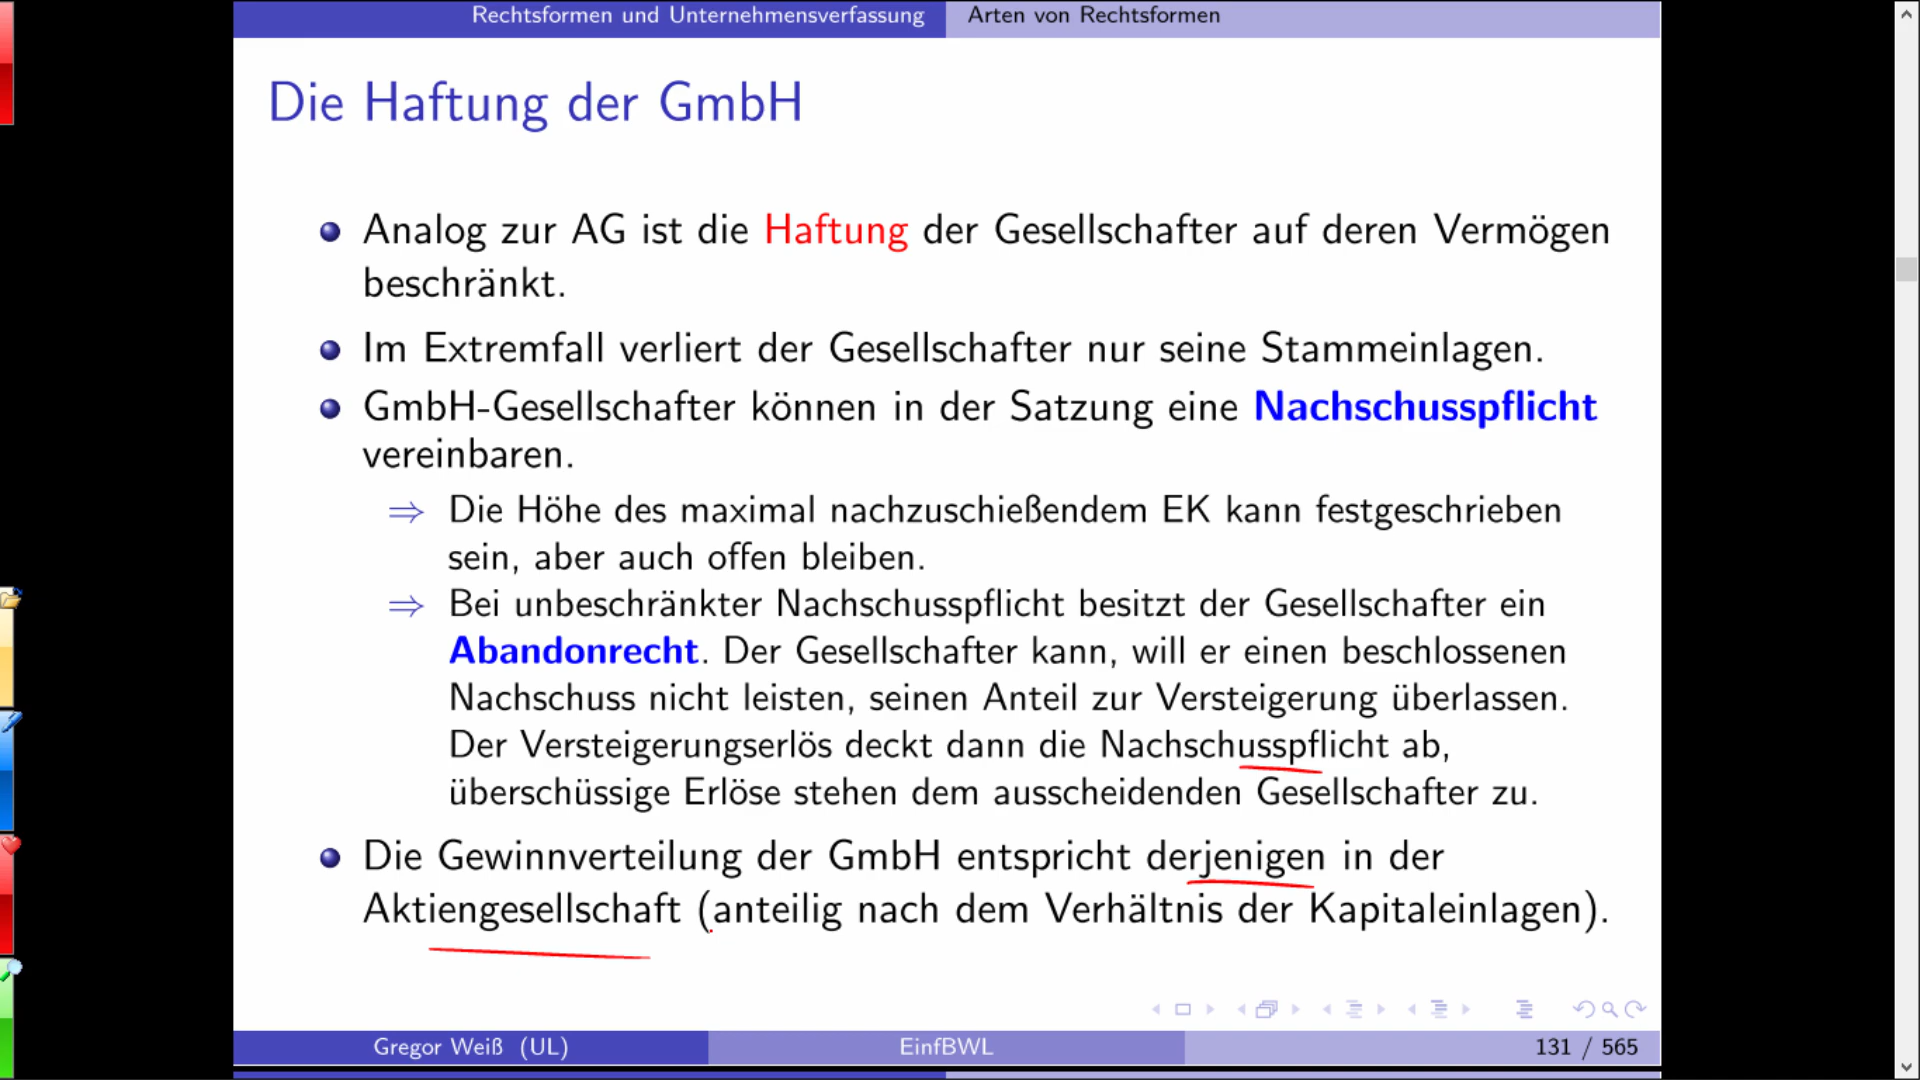 Rechtsformen und Unternehmensverfassung Arten von Rechtsformen
Die Haftung der GmbH
Analog zur AG ist die Haftung der Gesellschafter auf deren Vermögen
beschränkt.
Im Extremfall verliert der Gesellschafter nur seine Stammeinlagen.
GmbH-Gesellschafter können in der Satzung eine Nachschusspflicht
vereinbaren.
⇒ Die Höhe des maximal nachzuschießendem EK kann festgeschrieben
sein, aber auch offen bleiben.
⇒ Bei unbeschränkter Nachschusspflicht besitzt der Gesellschafter ein
Abandonrecht. Der Gesellschafter kann, will er einen beschlossenen
Nachschuss nicht leisten, seinen Anteil zur Versteigerung überlassen.
Der Versteigerungserlös deckt dann die Nachschusspflicht ab,
überschüssige Erlöse stehen dem ausscheidenden Gesellschafter zu.
Die Gewinnverteilung der GmbH entspricht derjenigen in der
Aktiengesellschaft (anteilig nach dem Verhältnis der Kapitaleinlagen).
Gregor Weiß (UL) EinfBWL 131 / 565